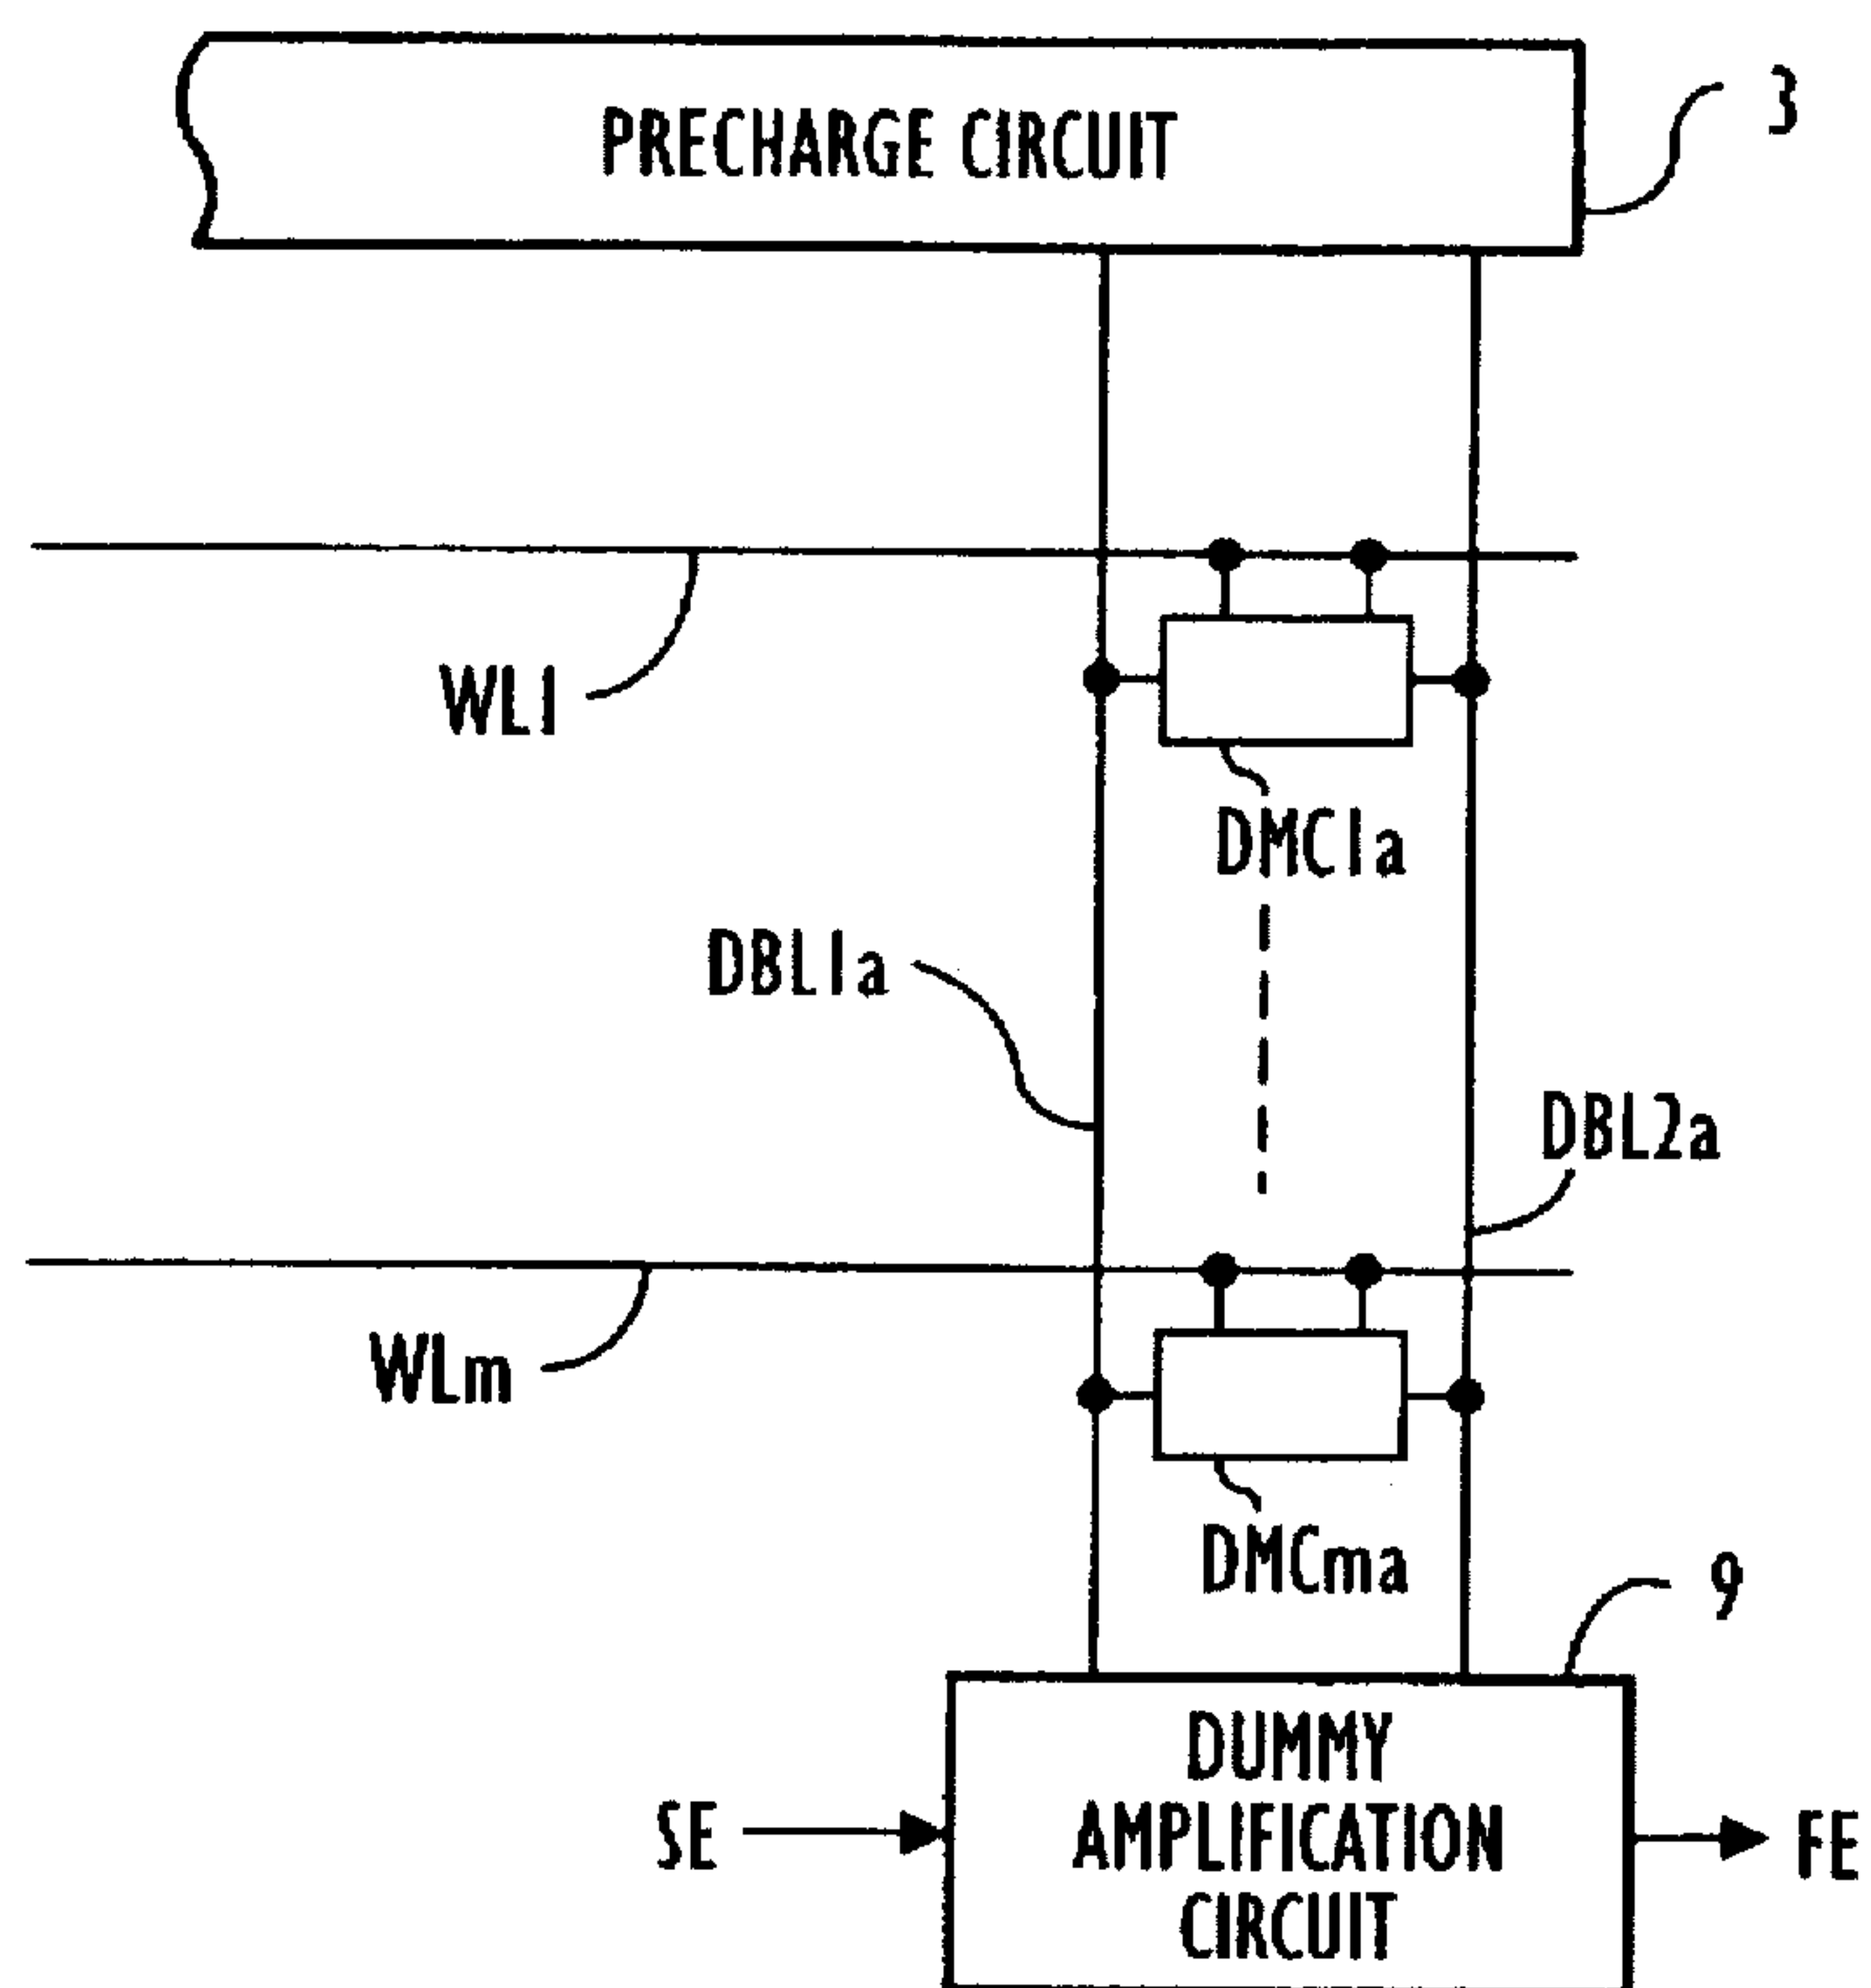 PRECHARGE CIRCUIT
3
WL1
DMC1a
DBL1a
DBL2a
WLm
DMCma
9
DUMMY
AMPLIFICATION
CIRCUIT
SE
FE